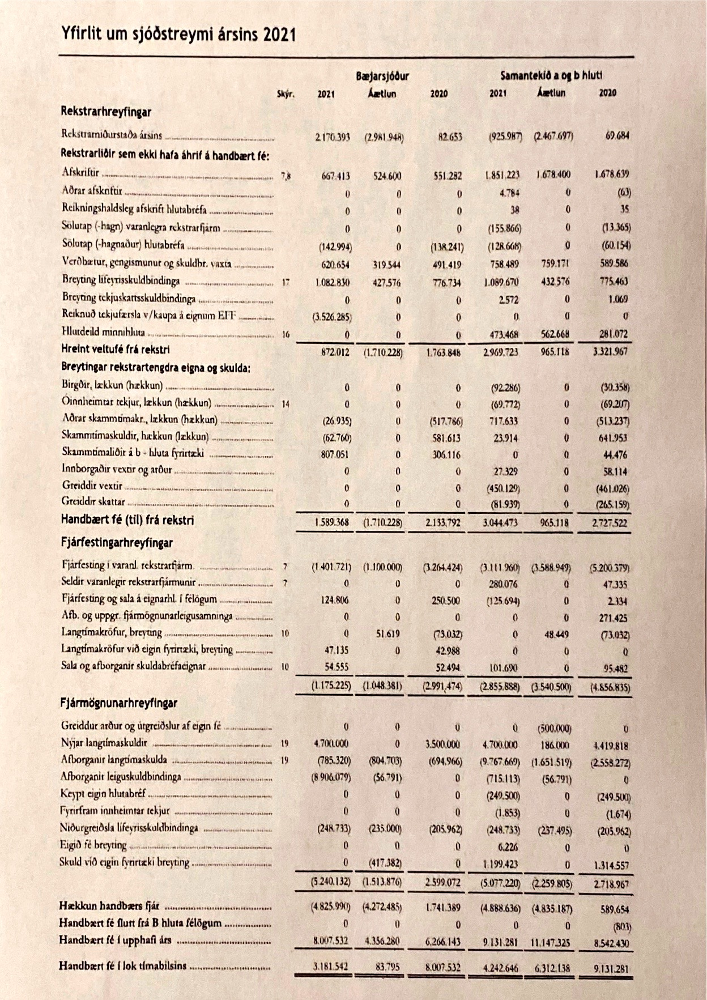 Yfirlit um sjóðstreymi ársins 2021
Bæjarsjóður Samantekið a og b hluti
Skýr. 2021 Áætlun 2020 2021 Áætlun 2020
Rekstrarhreyfingar
Rekstrarniðurstaða ársins 2.170.393 (2.981.948) 82.653 (925.987) (2.467.697) 69.684
Rekstrarliðir sem ekki hafa áhrif á handbært fé:
Afskriftir 7,8 667.413 524.600 551.282 1.851.223 1.678.400 1.678.639
Aðrar afskriftir 0 0 0 4.784 0 (63)
Reikningshaldsleg afskrift hlutabréfa 0 0 0 38 0 35
Sölutap (-hagn) varanlegra rekstrarfjárm 0 0 0 (155.866) 0 (13.365)
Sölutap (-hagnaður) hlutabréfa (142.994) 0 (138.241) (128.668) 0 (60.154)
Verðbætur, gengismunur og skuldbr. vaxta 620.654 319.544 491.419 758.489 759.171 589.586
Breyting lífeyrisskuldbindinga 17 1.082.830 427.576 776.734 1.089.670 432.576 775.463
Breyting tekjuskattsskuldbindinga 0 0 0 2.572 0 1.069
Reiknuð tekjufærsla v/kaupa á eignum EFF (3.526.285) 0 0 0 0 0
Hlutdeild minnihluta 16 0 0 0 473.468 562.668 281.072
Hreint veltufé frá rekstri 872.012 (1.710.228) 1.763.848 2.969.723 965.118 3.321.967
Breytingar rekstrartengdra eigna og skulda:
Birgðir, lækkun (hækkun) 0 0 0 (92.286) 0 (30.358)
Óinnheimtar tekjur, lækkun (hækkun) 14 0 0 0 (69.772) 0 (69.207)
Aðrar skammtímakr., lækkun (hækkun) (26.935) 0 (517.786) 717.633 0 (513.237)
Skammtímaskuldir, hækkun (lækkun) (62.760) 0 581.613 23.914 0 641.953
Skammtímaliðir á b - hluta fyrirtæki 807.051 0 306.116 0 0 44.476
Innborgaðir vextir og arður 0 0 0 27.329 0 58.114
Greiddir vextir 0 0 0 (450.129) 0 (461.026)
Greiddir skattar 0 0 0 (81.939) 0 (265.159)
Handbært fé (til) frá rekstri 1.589.368 (1.710.228) 2.133.792 3.044.473 965.118 2.727.522
Fjárfestingarhreyfingar
Fjárfesting í varanl. rekstrarfjárm. 7 (1.401.721) (1.100.000) (3.264.424) (3.111.960) (3.588.949) (5.200.379)
Seldir varanlegir rekstrarfjármunir 7 0 0 0 280.076 0 47.335
Fjárfesting og sala á eignarhl. í félögum 124.806 0 250.500 (125.694) 0 2.334
Afb. og uppgr. fjármögnunarleigusamninga 0 0 0 0 0 271.425
Langtímakröfur, breyting 10 0 51.619 (73.032) 0 48.449 (73.032)
Langtímakröfur við eigin fyrirtæki, breyting 47.135 0 42.988 0 0 0
Sala og afborganir skuldabréfaeignar 10 54.555 52.494 101.690 0 95.482
(1.175.225) (1.048.381) (2.991.474) (2.855.888) (3.540.500) (4.856.835)
Fjármögnunarhreyfingar
Greiddur arður og útgreiðslur af eigin fé 0 0 0 0 (500.000) 0
Nýjar langtímaskuldir 19 4.700.000 0 3.500.000 4.700.000 186.000 4.419.818
Afborganir langtímaskulda 19 (785.320) (804.703) (694.966) (9.767.669) (1.651.519) (2.558.272)
Afborganir leiguskuldbindinga (8.906.079) (56.791) 0 (715.113) (56.791) 0
Keypt eigin hlutabréf 0 0 0 (249.500) 0 (249.500)
Fyrirfram innheimtar tekjur 0 0 0 (1.853) 0 (1.674)
Niðurgreiðsla lífeyrisskuldbindinga (248.733) (235.000) (205.962) (248.733) (237.495) (205.962)
Eigið fé breyting 0 0 0 6.226 0 0
Skuld við eigin fyrirtæki breyting 0 (417.382) 0 1.199.423 0 1.314.557
(5.240.132) (1.513.876) 2.599.072 (5.077.220) (2.259.805) 2.718.967
Hækkun handbærs fjár (4.825.990) (4.272.485) 1.741.389 (4.888.636) (4.835.187) 589.654
Handbært fé flutt frá B hluta félögum 0 0 0 0 0 (803)
Handbært fé í upphafi árs 8.007.532 4.356.280 6.266.143 9.131.281 11.147.325 8.542.430
Handbært fé í lok tímabilsins 3.181.542 83.795 8.007.532 4.242.646 6.312.138 9.131.281